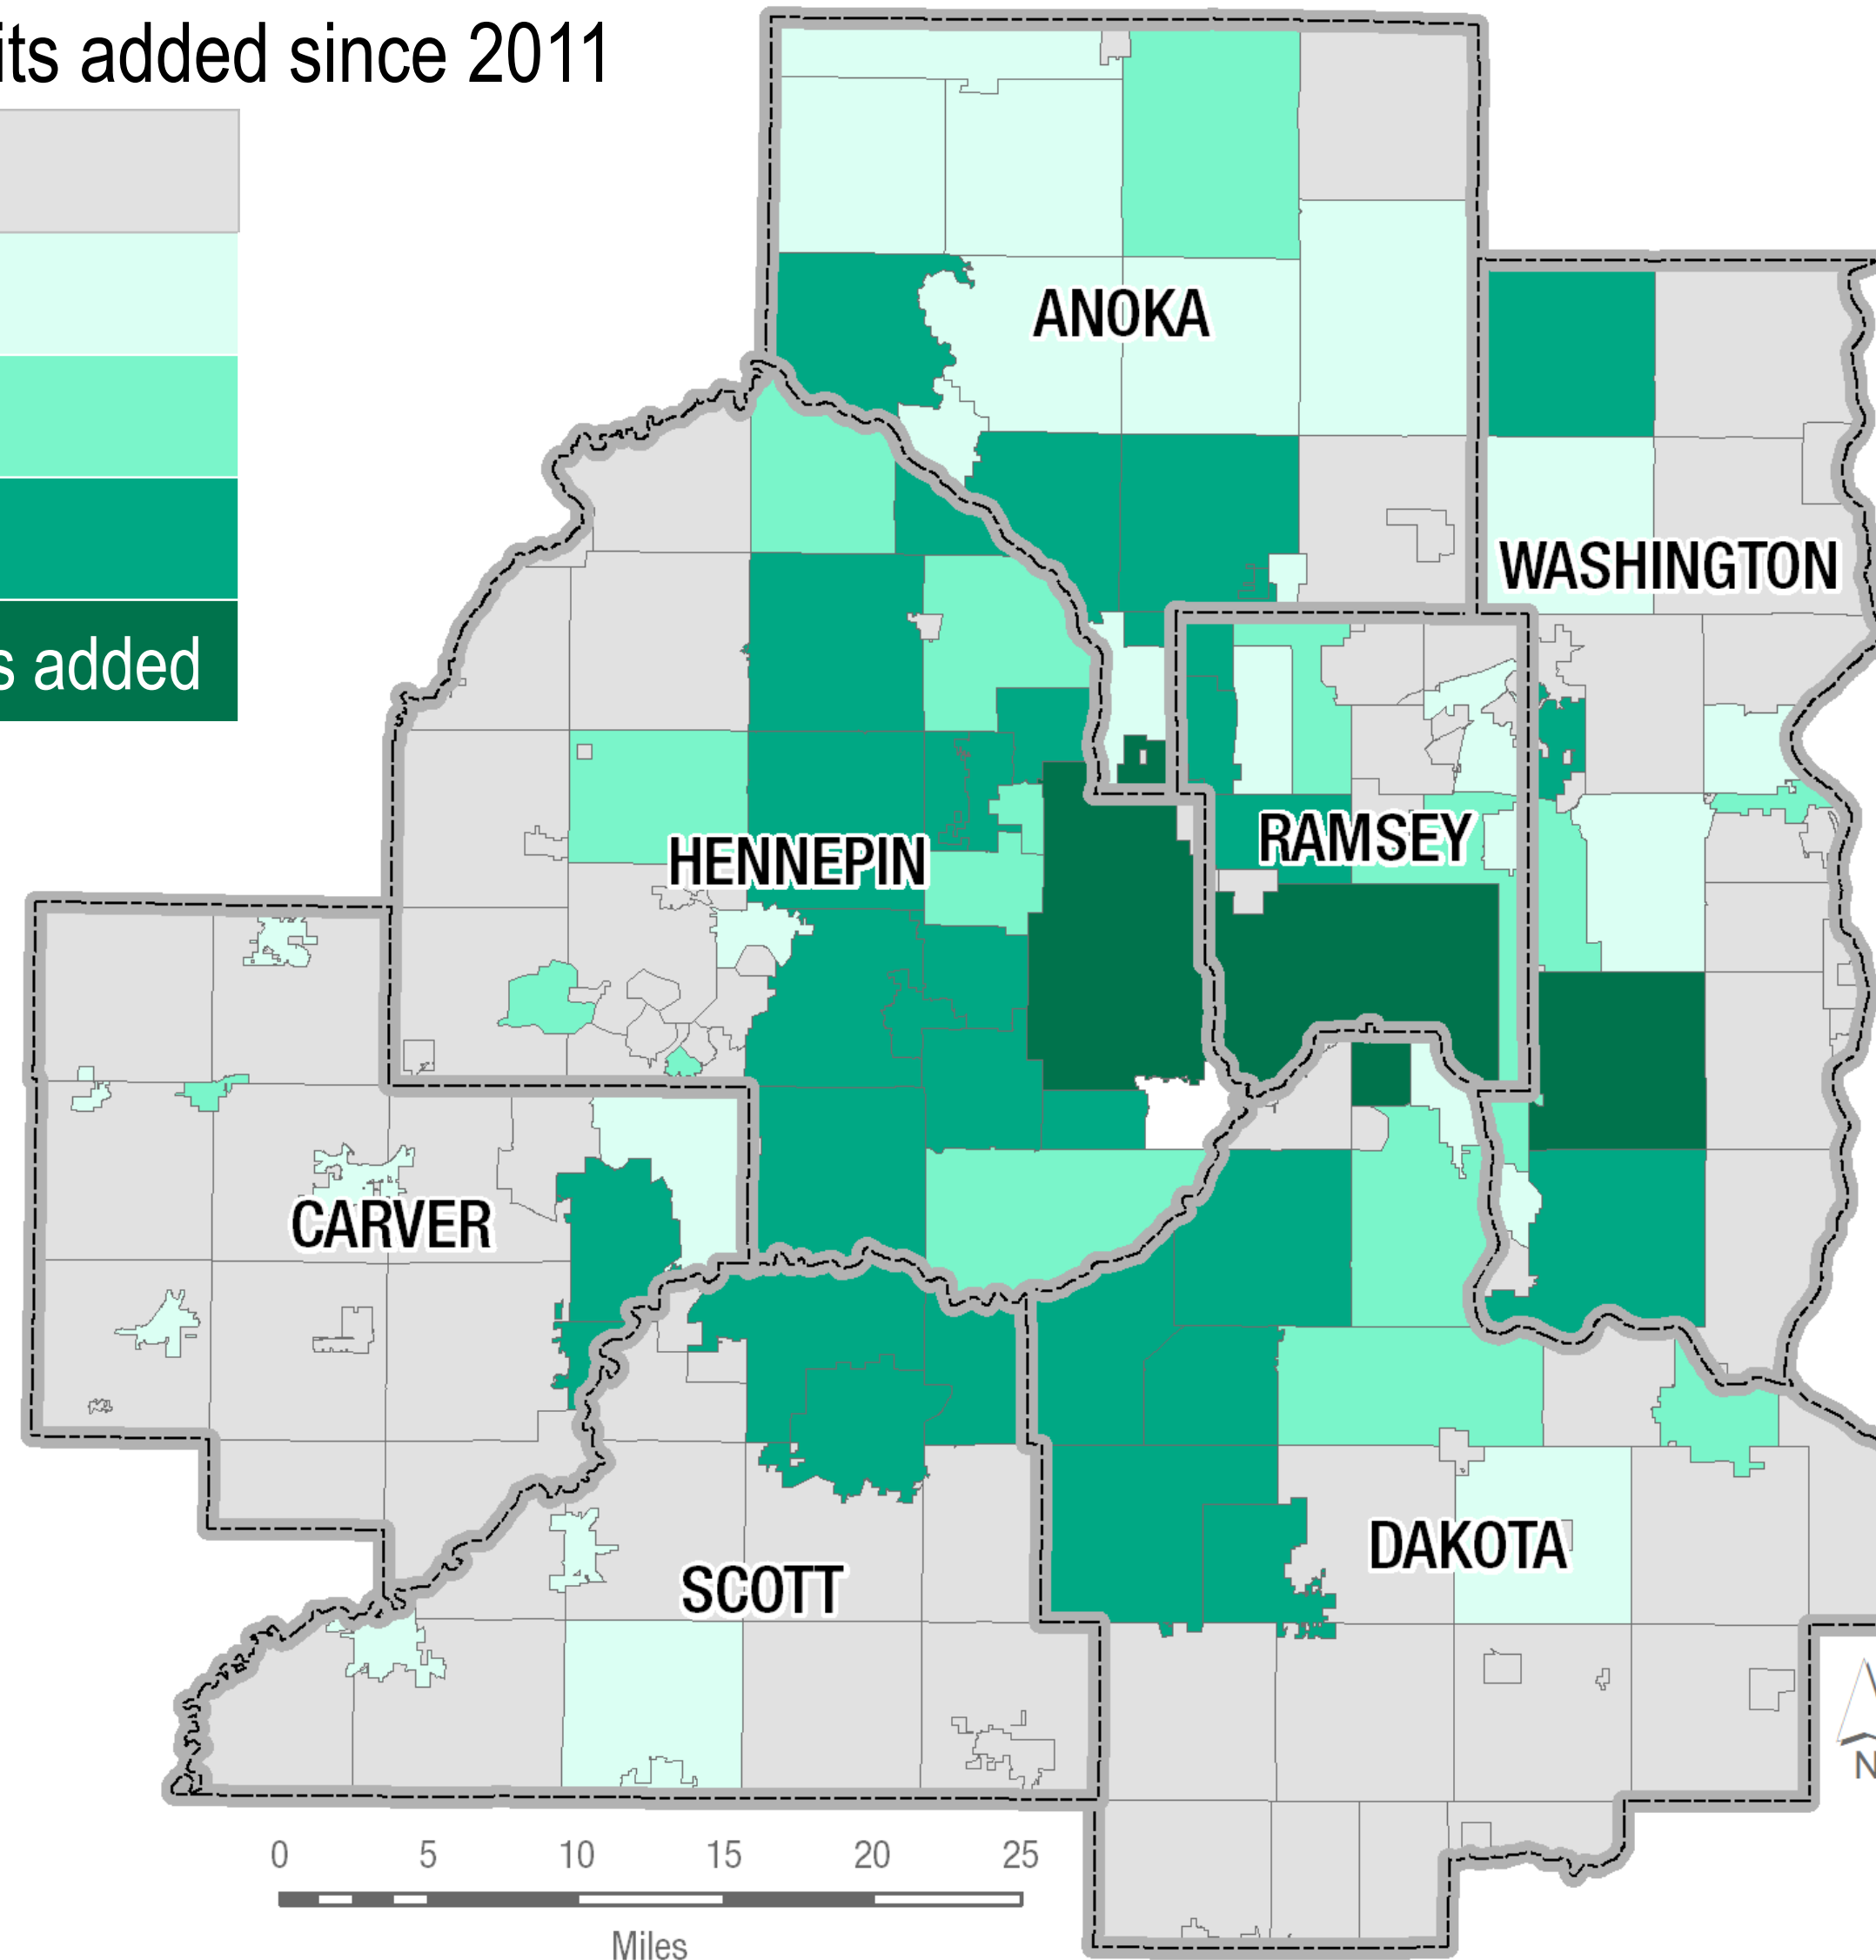 its added since 2011
s added
ANOKA
WASHINGTON
HENNEPIN
RAMSEY
CARVER
DAKOTA
SCOTT
0 5 10 15 20 25
Miles
N